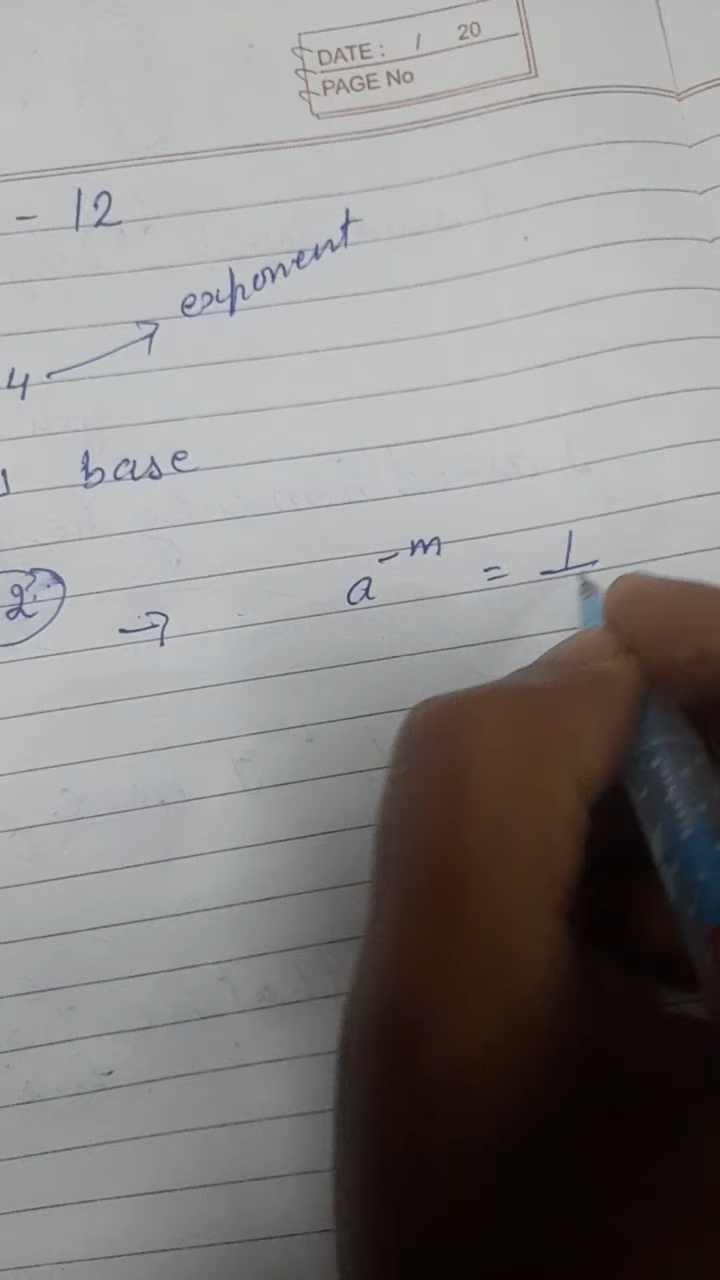 DATE: / 20
PAGE No
- 12
exponent
4
base
2 → a^-m = 1